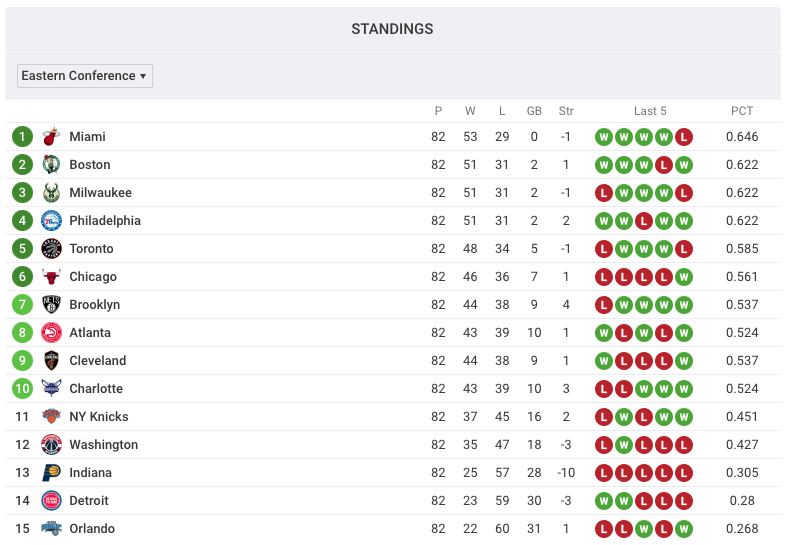 STANDINGS
Eastern Conference ▾
P W L GB Str Last 5 PCT
1 Miami 82 53 29 0 -1 W W W W L 0.646
2 Boston 82 51 31 2 1 W W W L W 0.622
3 Milwaukee 82 51 31 2 -1 L W W W L 0.622
4 Philadelphia 82 51 31 2 2 W W L W W 0.622
5 Toronto 82 48 34 5 -1 L W W W L 0.585
6 Chicago 82 46 36 7 1 L L L L W 0.561
7 Brooklyn 82 44 38 9 4 L W W W W 0.537
8 Atlanta 82 43 39 10 1 W L W L W 0.524
9 Cleveland 82 44 38 9 1 W L L L W 0.537
10 Charlotte 82 43 39 10 3 L L W W W 0.524
11 NY Knicks 82 37 45 16 2 L W L W W 0.451
12 Washington 82 35 47 18 -3 L W L L L 0.427
13 Indiana 82 25 57 28 -10 L L L L L 0.305
14 Detroit 82 23 59 30 -3 W W L L L 0.28
15 Orlando 82 22 60 31 1 L L W L W 0.268